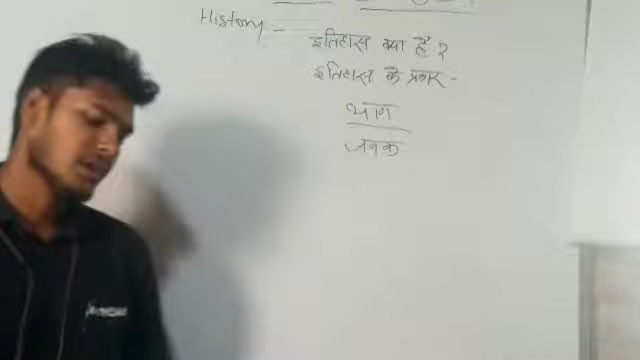 History -
इतिहास क्या है ?
इतिहास के प्रकार -
भाग
जनक